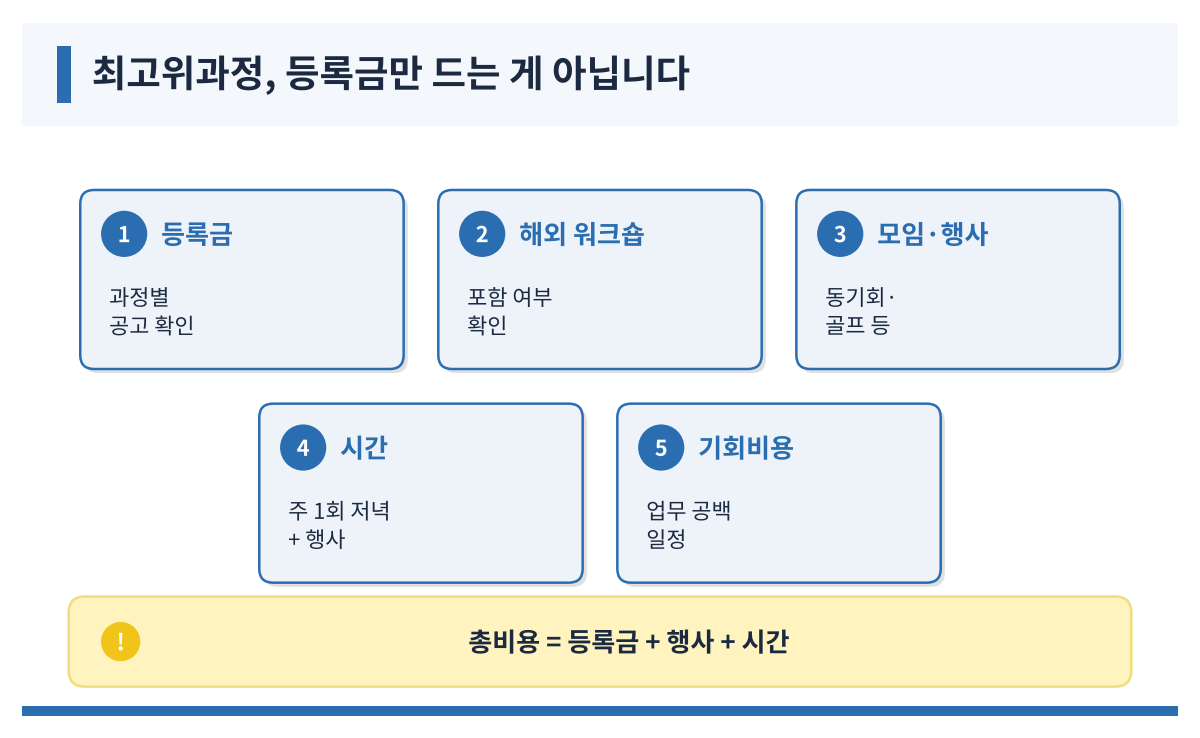 최고위과정, 등록금만 드는 게 아닙니다
1 등록금
과정별
공고 확인
2 해외 워크숍
포함 여부
확인
3 모임·행사
동기회·
골프 등
4 시간
주 1회 저녁
+ 행사
5 기회비용
업무 공백
일정
! 총비용 = 등록금 + 행사 + 시간